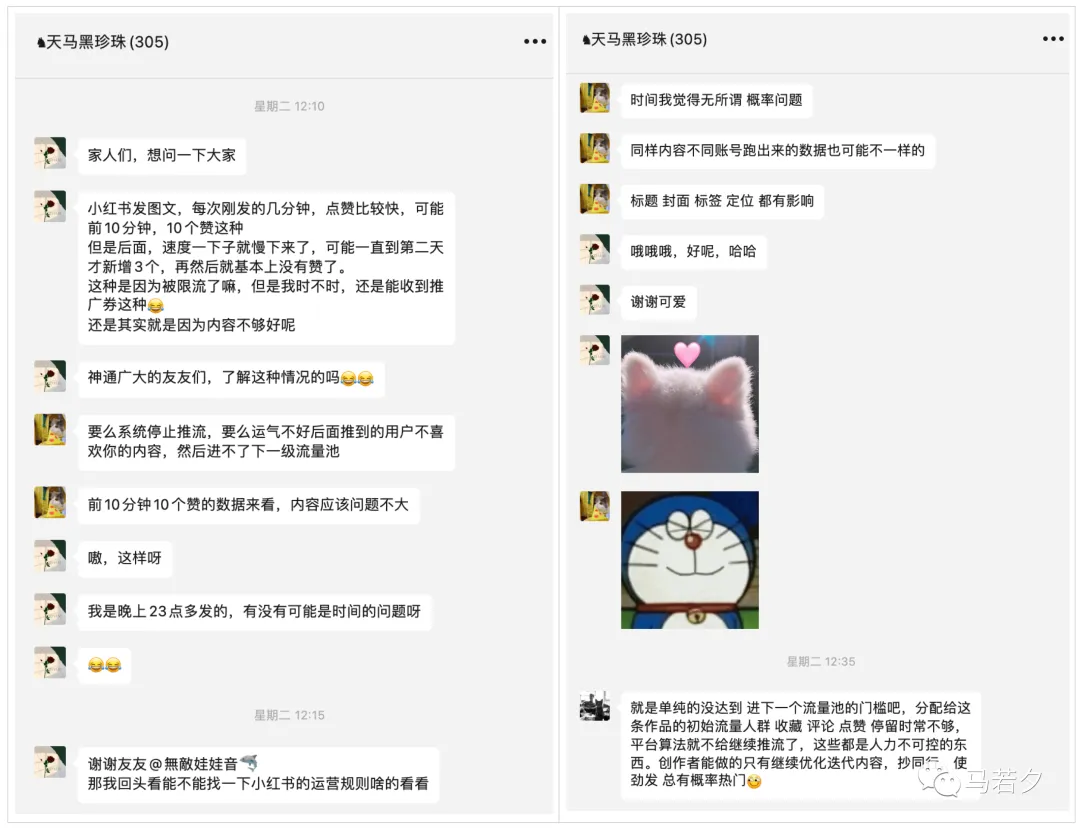 天马黑珍珠(305)
星期二 12:10
家人们，想问一下大家
小红书发图文，每次刚发的几分钟，点赞比较快，可能
前10分钟，10个赞这种
但是后面，速度一下子就慢下来了，可能一直到第二天
才新增3个，再然后就基本上没有赞了。
这种是因为被限流了嘛，但是我时不时，还是能收到推
广券这种😂
还是其实就是因为内容不够好呢
神通广大的友友们，了解这种情况的吗😂😂
要么系统停止推流，要么运气不好后面推到的用户不喜
欢你的内容，然后进不了下一级流量池
前10分钟10个赞的数据来看，内容应该问题不大
嗷，这样呀
我是晚上23点多发的，有没有可能是时间的问题呀
😂😂
星期二 12:15
谢谢友友@無敵娃娃音🦈
那我回头看能不能找一下小红书的运营规则啥的看看
天马黑珍珠(305)
时间我觉得无所谓 概率问题
同样内容不同账号跑出来的数据也可能不一样的
标题 封面 标签 定位 都有影响
哦哦哦，好呢，哈哈
谢谢可爱
星期二 12:35
就是单纯的没达到 进下一个流量池的门槛吧，分配给这
条作品的初始流量人群 收藏 评论 点赞 停留时常不够，
平台算法就不给继续推流了，这些都是人力不可控的东
西。创作者能做的只有继续优化迭代内容，抄同行，使
劲发 总有概率热门
马若夕